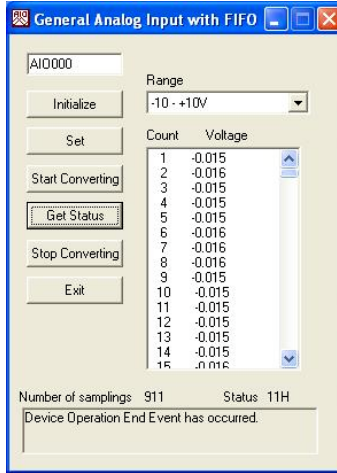 General Analog Input with FIFO
AIO000
Range
Initialize
-10 - +10V
Set
Count Voltage
Start Converting
Get Status
Stop Converting
Exit
1 -0.015
2 -0.016
3 -0.015
4 -0.015
5 -0.015
6 -0.016
7 -0.016
8 -0.016
9 -0.015
10 -0.015
11 -0.015
12 -0.015
13 -0.015
14 -0.015
15 -0.016
Number of samplings 911 Status 11H
Device Operation End Event has occurred.